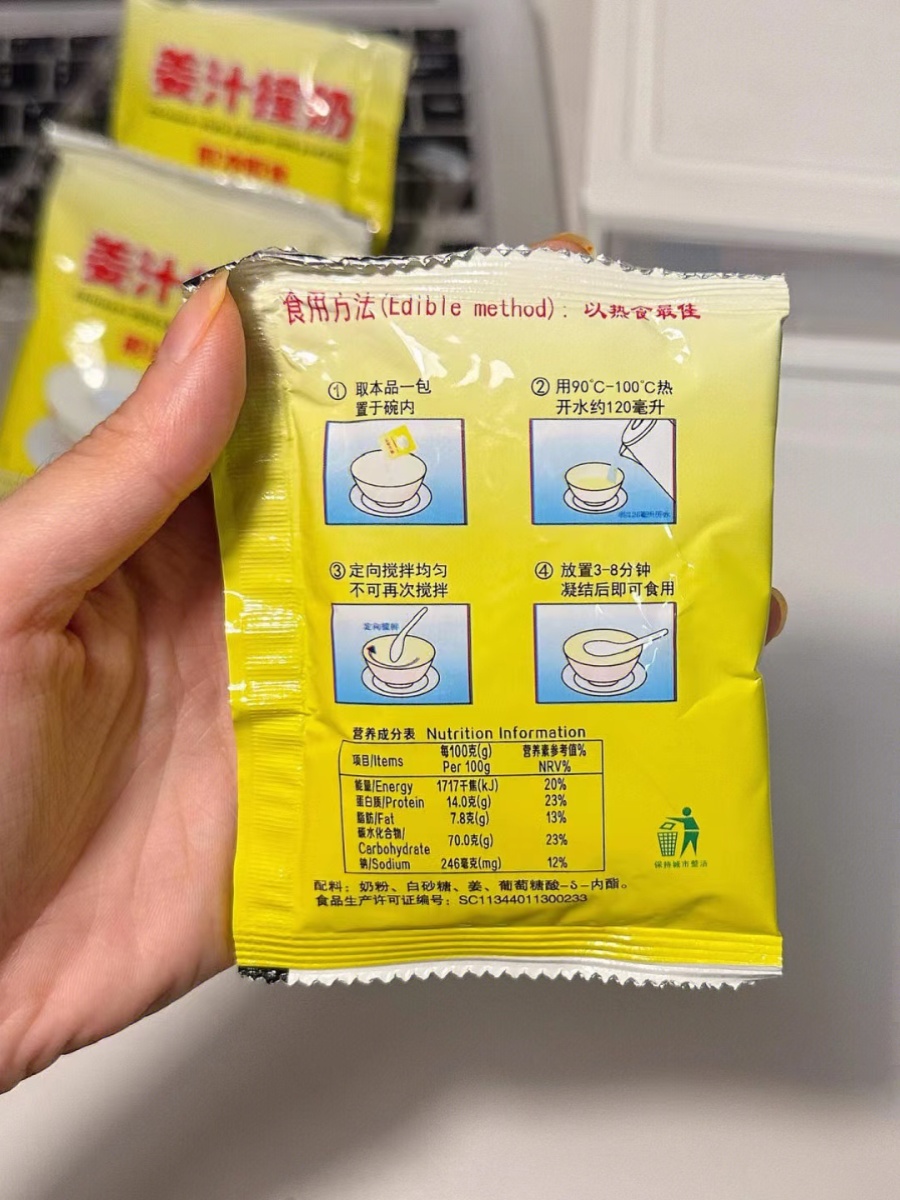 姜汁撞奶
姜汁
食用方法(Edible method)：以热食最佳
① 取本品一包
置于碗内
② 用90°C-100°C热
开水约120毫升
③ 定向搅拌均匀
不可再次搅拌
④ 放置3-8分钟
凝结后即可食用
定向搅拌
营养成分表 Nutrition Information
项目/Items 每100克(g) 营养素参考值%
Per 100g NRV%
能量/Energy 1717千焦(kJ) 20%
蛋白质/Protein 14.0克(g) 23%
脂肪/Fat 7.8克(g) 13%
碳水化合物/
Carbohydrate 70.0克(g) 23%
钠/Sodium 246毫克(mg) 12%
保持城市整洁
配料：奶粉、白砂糖、姜、葡萄糖酸-δ-内酯。
食品生产许可证编号：SC11344011300233